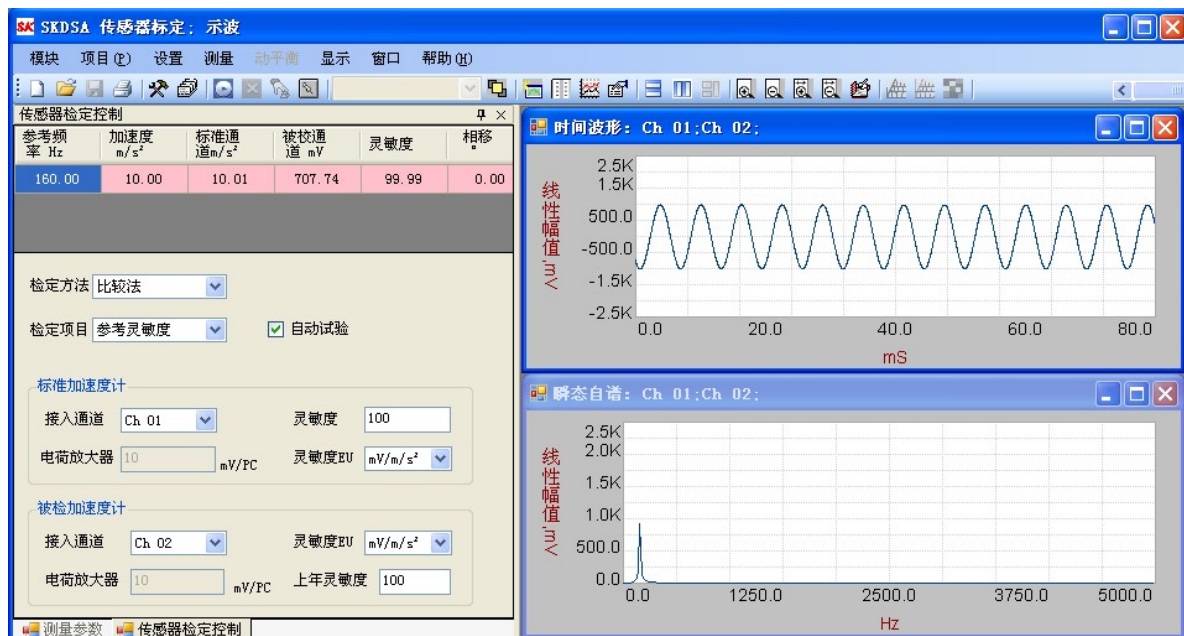 SK SKDSA 传感器标定: 示波
模块 项目(P) 设置 测量 动平衡 显示 窗口 帮助(H)
传感器检定控制
参考频率 Hz 加速度 m/s² 标准通道m/s² 被校通道 mV 灵敏度 相移 °
160.00 10.00 10.01 707.74 99.99 0.00
检定方法 比较法
检定项目 参考灵敏度 自动试验
标准加速度计
接入通道 Ch 01 灵敏度 100
电荷放大器 10 mV/PC 灵敏度EU mV/m/s²
被检加速度计
接入通道 Ch 02 灵敏度EU mV/m/s²
电荷放大器 10 mV/PC 上年灵敏度 100
测量参数 传感器检定控制
时间波形: Ch 01;Ch 02;
线性幅值,mV
2.5K
1.5K
500.0
-500.0
-1.5K
-2.5K
0.0 20.0 40.0 60.0 80.0
mS
瞬态自谱: Ch 01;Ch 02;
线性幅值,mV
2.5K
2.0K
1.5K
1.0K
500.0
0.0
0.0 1250.0 2500.0 3750.0 5000.0
Hz